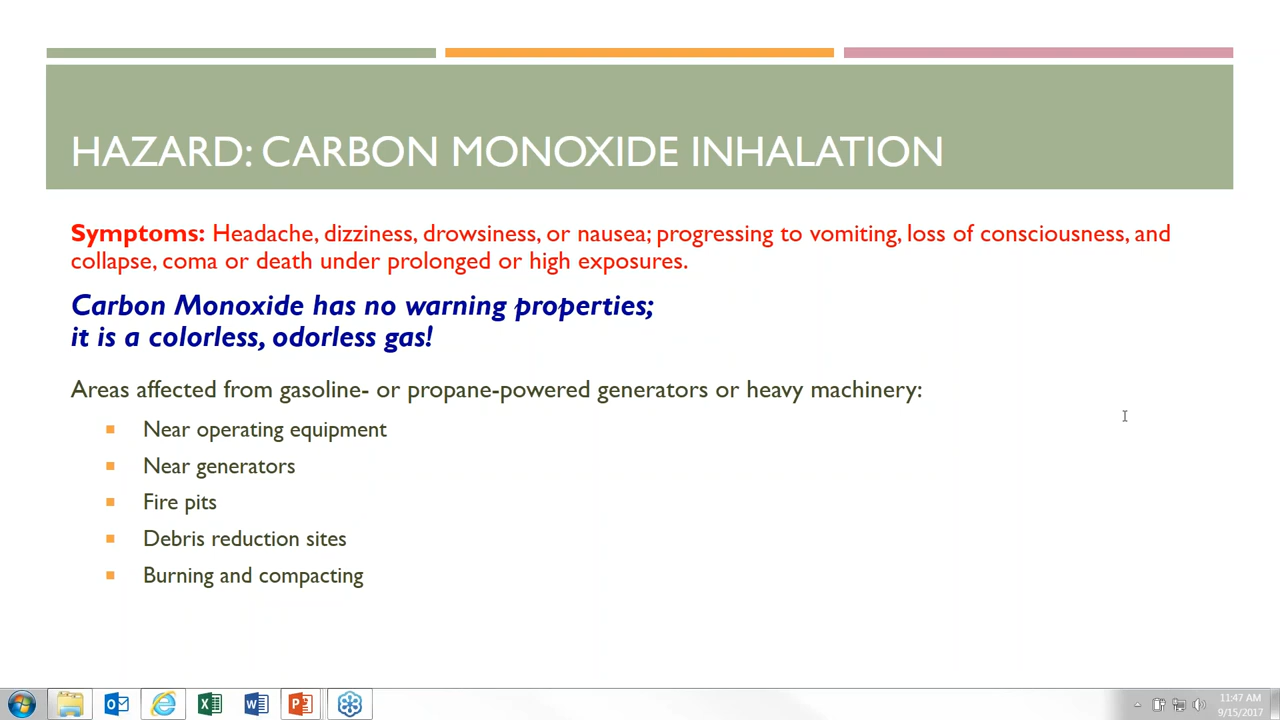 HAZARD: CARBON MONOXIDE INHALATION
Symptoms: Headache, dizziness, drowsiness, or nausea; progressing to vomiting, loss of consciousness, and
collapse, coma or death under prolonged or high exposures.
Carbon Monoxide has no warning properties;
it is a colorless, odorless gas!
Areas affected from gasoline- or propane-powered generators or heavy machinery:
Near operating equipment
Near generators
Fire pits
Debris reduction sites
Burning and compacting
11:47 AM
9/15/2017